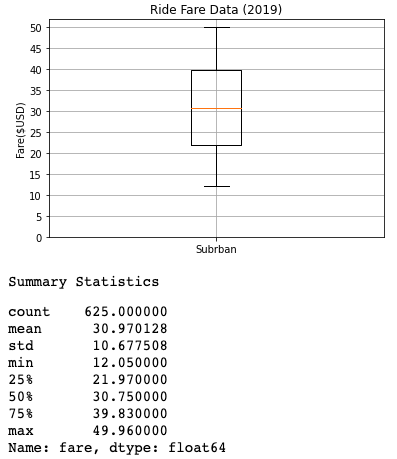 Ride Fare Data (2019)
50
45
40
35
30
25
20
15
10
5
0
Fare($USD)
Subrban
Summary Statistics
count 625.000000
mean 30.970128
std 10.677508
min 12.050000
25% 21.970000
50% 30.750000
75% 39.830000
max 49.960000
Name: fare, dtype: float64